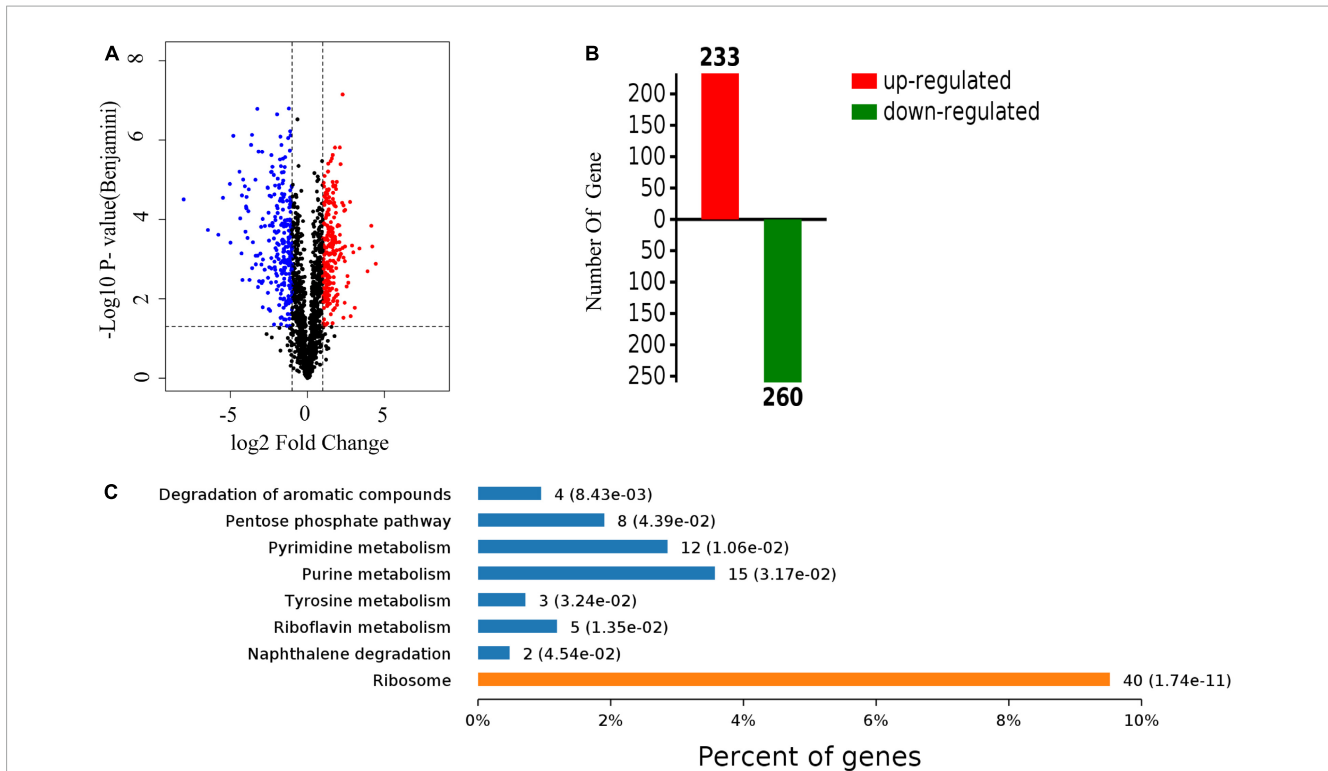 A
-Log10 P- value(Benjamini)
8
6
4
2
0
-5
0
5
log2 Fold Change
B
233
Number Of Gene
200
150
100
50
0
50
100
150
200
250
260
up-regulated
down-regulated
C
Degradation of aromatic compounds 4 (8.43e-03)
Pentose phosphate pathway 8 (4.39e-02)
Pyrimidine metabolism 12 (1.06e-02)
Purine metabolism 15 (3.17e-02)
Tyrosine metabolism 3 (3.24e-02)
Riboflavin metabolism 5 (1.35e-02)
Naphthalene degradation 2 (4.54e-02)
Ribosome 40 (1.74e-11)
0% 2% 4% 6% 8% 10%
Percent of genes